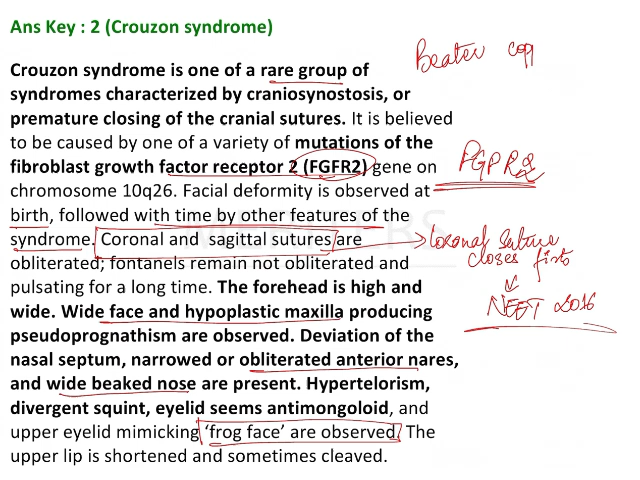 Ans Key : 2 (Crouzon syndrome)
Beaten cop
Crouzon syndrome is one of a rare group of
syndromes characterized by craniosynostosis, or
premature closing of the cranial sutures. It is believed
to be caused by one of a variety of mutations of the
fibroblast growth factor receptor 2 (FGFR2) gene on
FGFR2
chromosome 10q26. Facial deformity is observed at
birth, followed with time by other features of the
syndrome. Coronal and sagittal sutures are
Coronal Suture
closes first
obliterated; fontanels remain not obliterated and
pulsating for a long time. The forehead is high and
NEET 2016
wide. Wide face and hypoplastic maxilla producing
pseudoprognathism are observed. Deviation of the
nasal septum, narrowed or obliterated anterior nares,
and wide beaked nose are present. Hypertelorism,
divergent squint, eyelid seems antimongoloid, and
upper eyelid mimicking ‘frog face’ are observed. The
upper lip is shortened and sometimes cleaved.